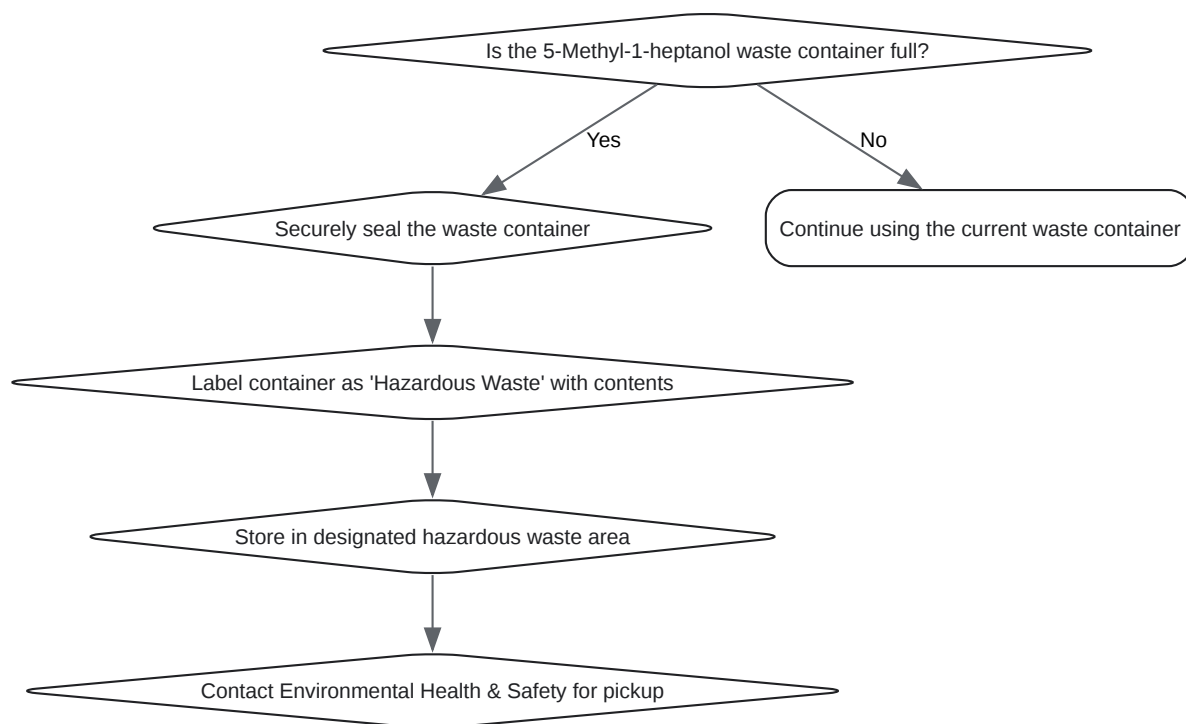 Is the 5-Methyl-1-heptanol waste container full?
Yes
No
Securely seal the waste container
Continue using the current waste container
Label container as 'Hazardous Waste' with contents
Store in designated hazardous waste area
Contact Environmental Health & Safety for pickup